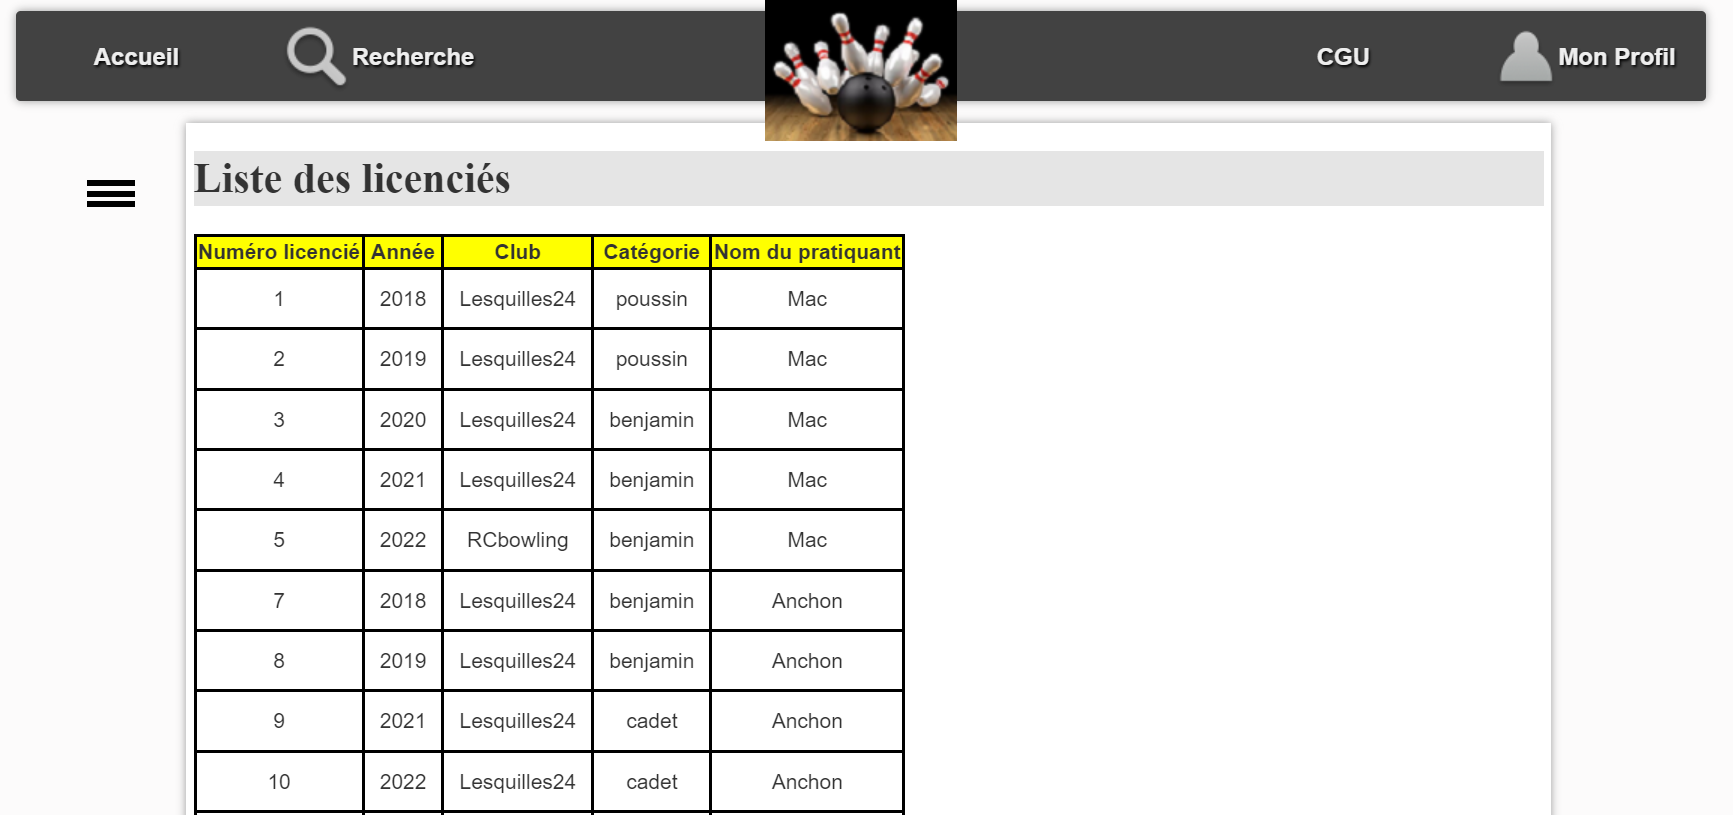 Accueil Recherche CGU Mon Profil
Liste des licenciés
Numéro licencié Année Club Catégorie Nom du pratiquant
1 2018 Lesquilles24 poussin Mac
2 2019 Lesquilles24 poussin Mac
3 2020 Lesquilles24 benjamin Mac
4 2021 Lesquilles24 benjamin Mac
5 2022 RCbowling benjamin Mac
7 2018 Lesquilles24 benjamin Anchon
8 2019 Lesquilles24 benjamin Anchon
9 2021 Lesquilles24 cadet Anchon
10 2022 Lesquilles24 cadet Anchon